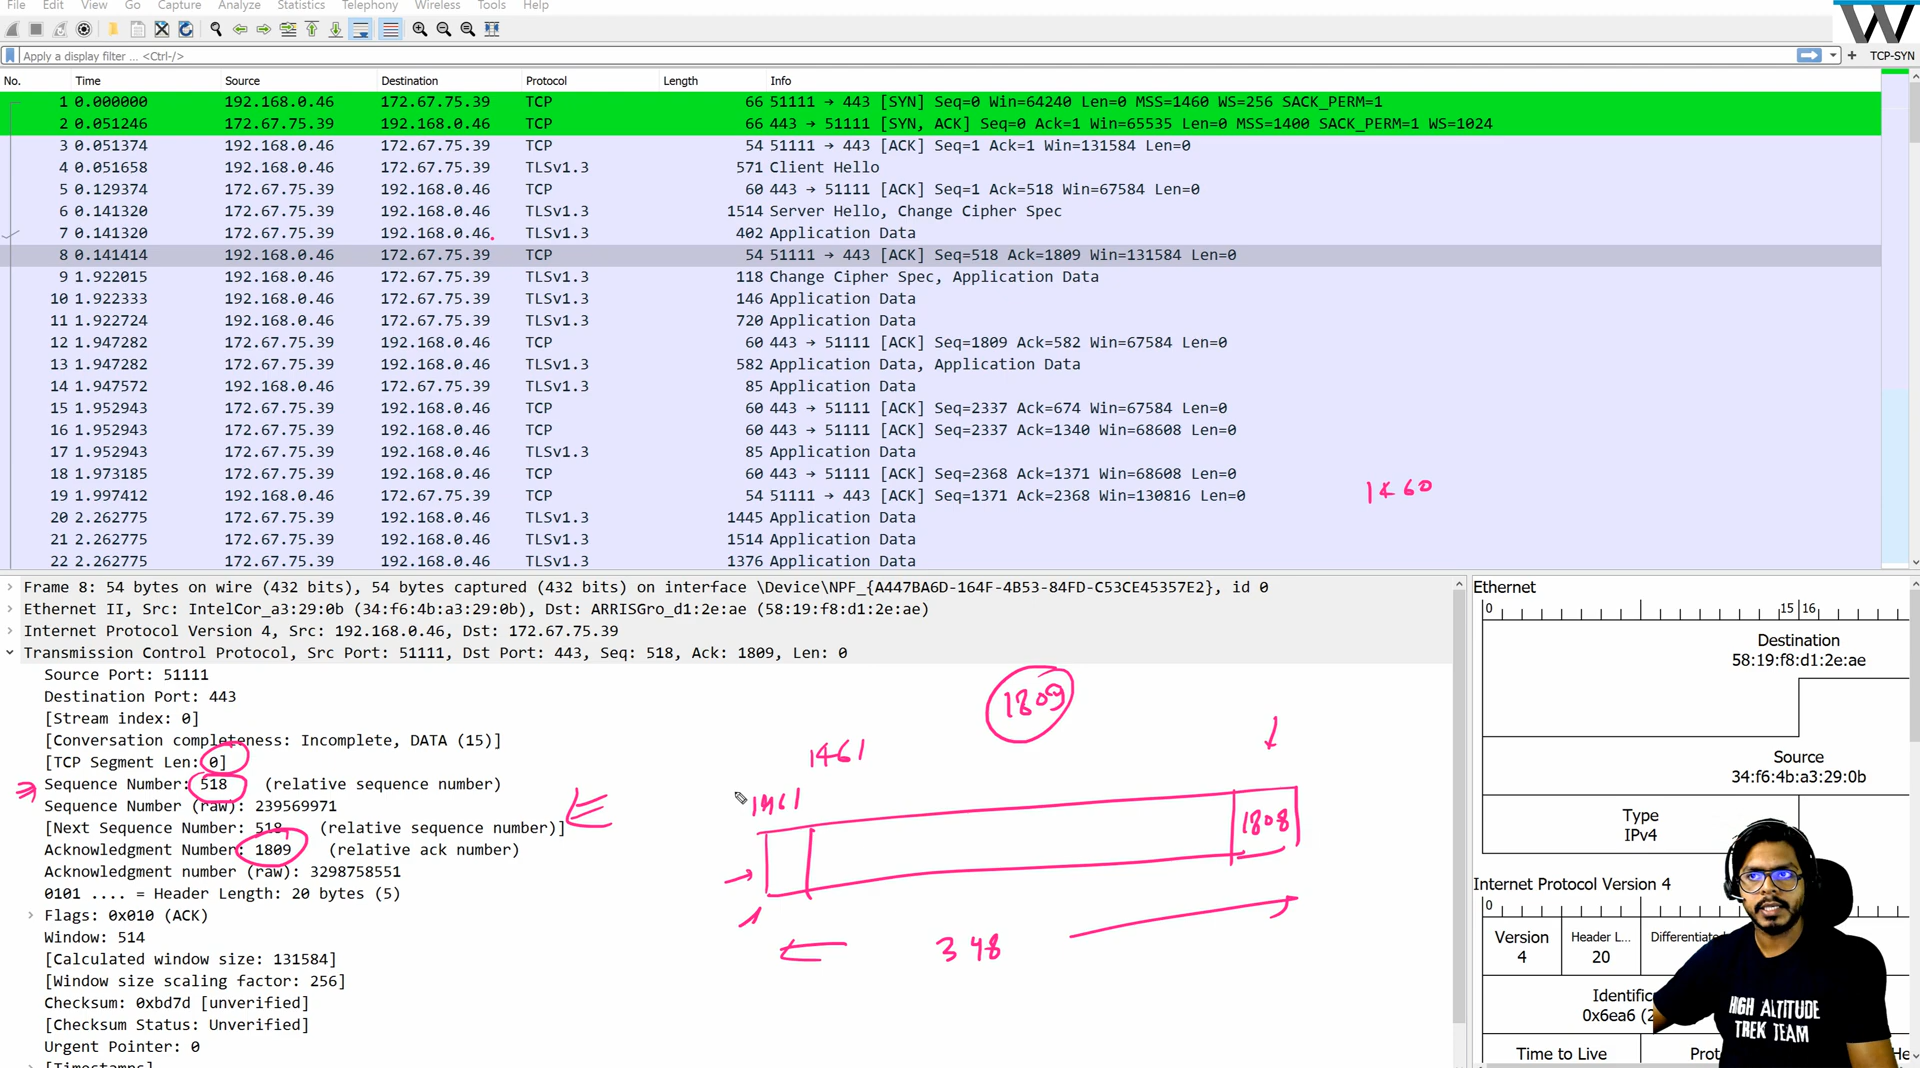 File Edit View Go Capture Analyze Statistics Telephony Wireless Tools Help
W
Apply a display filter ... <Ctrl-/>
+ TCP-SYN
No. Time Source Destination Protocol Length Info
1 0.000000 192.168.0.46 172.67.75.39 TCP 66 51111 → 443 [SYN] Seq=0 Win=64240 Len=0 MSS=1460 WS=256 SACK_PERM=1
2 0.051246 172.67.75.39 192.168.0.46 TCP 66 443 → 51111 [SYN, ACK] Seq=0 Ack=1 Win=65535 Len=0 MSS=1400 SACK_PERM=1 WS=1024
3 0.051374 192.168.0.46 172.67.75.39 TCP 54 51111 → 443 [ACK] Seq=1 Ack=1 Win=131584 Len=0
4 0.051658 192.168.0.46 172.67.75.39 TLSv1.3 571 Client Hello
5 0.129374 172.67.75.39 192.168.0.46 TCP 60 443 → 51111 [ACK] Seq=1 Ack=518 Win=67584 Len=0
6 0.141320 172.67.75.39 192.168.0.46 TLSv1.3 1514 Server Hello, Change Cipher Spec
7 0.141320 172.67.75.39 192.168.0.46 TLSv1.3 402 Application Data
8 0.141414 192.168.0.46 172.67.75.39 TCP 54 51111 → 443 [ACK] Seq=518 Ack=1809 Win=131584 Len=0
9 1.922015 192.168.0.46 172.67.75.39 TLSv1.3 118 Change Cipher Spec, Application Data
10 1.922333 192.168.0.46 172.67.75.39 TLSv1.3 146 Application Data
11 1.922724 192.168.0.46 172.67.75.39 TLSv1.3 720 Application Data
12 1.947282 172.67.75.39 192.168.0.46 TCP 60 443 → 51111 [ACK] Seq=1809 Ack=582 Win=67584 Len=0
13 1.947282 172.67.75.39 192.168.0.46 TLSv1.3 582 Application Data, Application Data
14 1.947572 192.168.0.46 172.67.75.39 TLSv1.3 85 Application Data
15 1.952943 172.67.75.39 192.168.0.46 TCP 60 443 → 51111 [ACK] Seq=2337 Ack=674 Win=67584 Len=0
16 1.952943 172.67.75.39 192.168.0.46 TCP 60 443 → 51111 [ACK] Seq=2337 Ack=1340 Win=68608 Len=0
17 1.952943 172.67.75.39 192.168.0.46 TLSv1.3 85 Application Data
18 1.973185 172.67.75.39 192.168.0.46 TCP 60 443 → 51111 [ACK] Seq=2368 Ack=1371 Win=68608 Len=0
19 1.997412 192.168.0.46 172.67.75.39 TCP 54 51111 → 443 [ACK] Seq=1371 Ack=2368 Win=130816 Len=0
1460
20 2.262775 172.67.75.39 192.168.0.46 TLSv1.3 1445 Application Data
21 2.262775 172.67.75.39 192.168.0.46 TLSv1.3 1514 Application Data
22 2.262775 172.67.75.39 192.168.0.46 TLSv1.3 1376 Application Data
Frame 8: 54 bytes on wire (432 bits), 54 bytes captured (432 bits) on interface \Device\NPF_{A447BA6D-164F-4B53-84FD-C53CE45357E2}, id 0
Ethernet II, Src: IntelCor_a3:29:0b (34:f6:4b:a3:29:0b), Dst: ARRISGro_d1:2e:ae (58:19:f8:d1:2e:ae)
Internet Protocol Version 4, Src: 192.168.0.46, Dst: 172.67.75.39
Transmission Control Protocol, Src Port: 51111, Dst Port: 443, Seq: 518, Ack: 1809, Len: 0
Source Port: 51111
Destination Port: 443
[Stream index: 0]
[Conversation completeness: Incomplete, DATA (15)]
[TCP Segment Len: 0]
Sequence Number: 518 (relative sequence number)
Sequence Number (raw): 239569971
[Next Sequence Number: 518 (relative sequence number)]
Acknowledgment Number: 1809 (relative ack number)
Acknowledgment number (raw): 3298758551
0101 .... = Header Length: 20 bytes (5)
Flags: 0x010 (ACK)
Window: 514
[Calculated window size: 131584]
[Window size scaling factor: 256]
Checksum: 0xbd7d [unverified]
[Checksum Status: Unverified]
Urgent Pointer: 0
[Timestamps]
1809
1461
1461
1808
348
Ethernet
0 15 16
Destination
58:19:f8:d1:2e:ae
Source
34:f6:4b:a3:29:0b
Type
IPv4
Internet Protocol Version 4
0
Version
4
Header L...
20
0x6ea6 (2
Time to Live
HIGH ALTITUDE
TREK TEAM